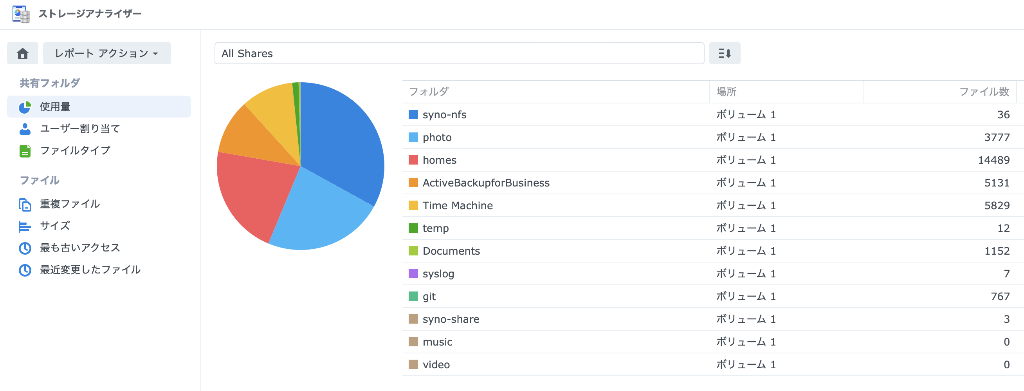 ストレージアナライザー
レポート アクション
All Shares
共有フォルダ
使用量
ユーザー割り当て
ファイルタイプ
ファイル
重複ファイル
サイズ
最も古いアクセス
最近変更したファイル
フォルダ 場所 ファイル数
syno-nfs ボリューム 1 36
photo ボリューム 1 3777
homes ボリューム 1 14489
ActiveBackupforBusiness ボリューム 1 5131
Time Machine ボリューム 1 5829
temp ボリューム 1 12
Documents ボリューム 1 1152
syslog ボリューム 1 7
git ボリューム 1 767
syno-share ボリューム 1 3
music ボリューム 1 0
video ボリューム 1 0